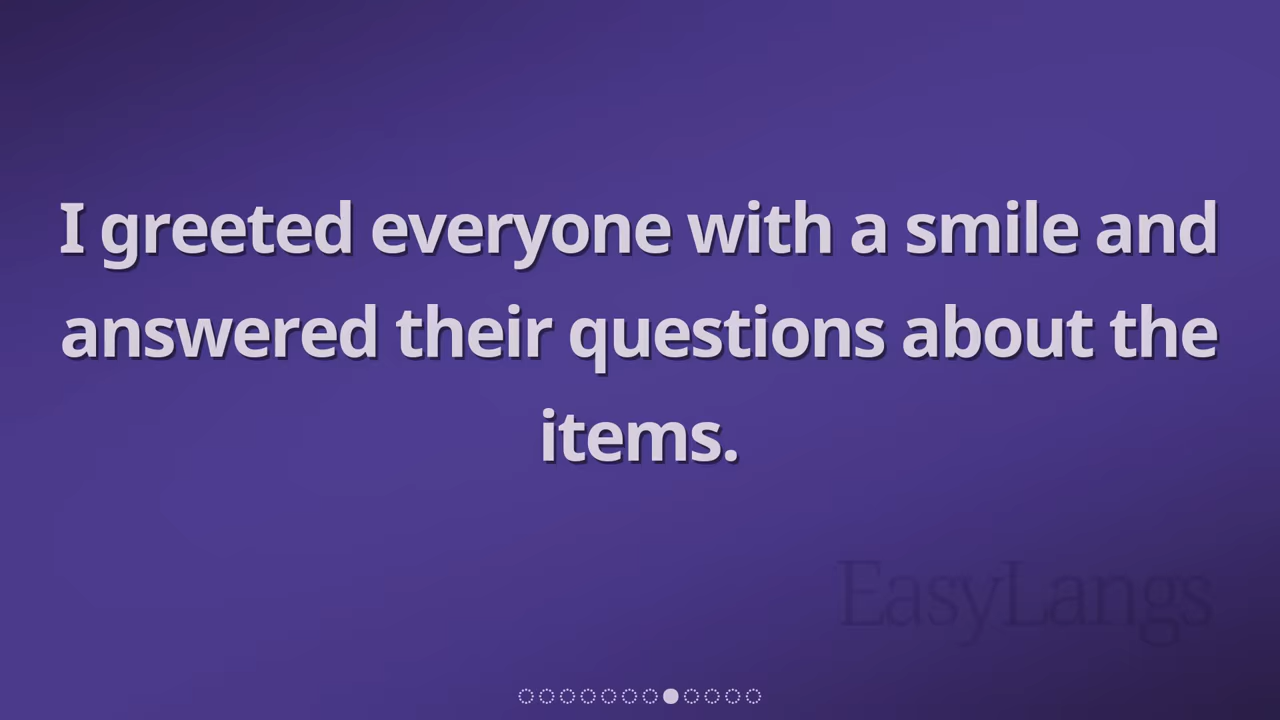 I greeted everyone with a smile and
answered their questions about the
items.
EasyLangs